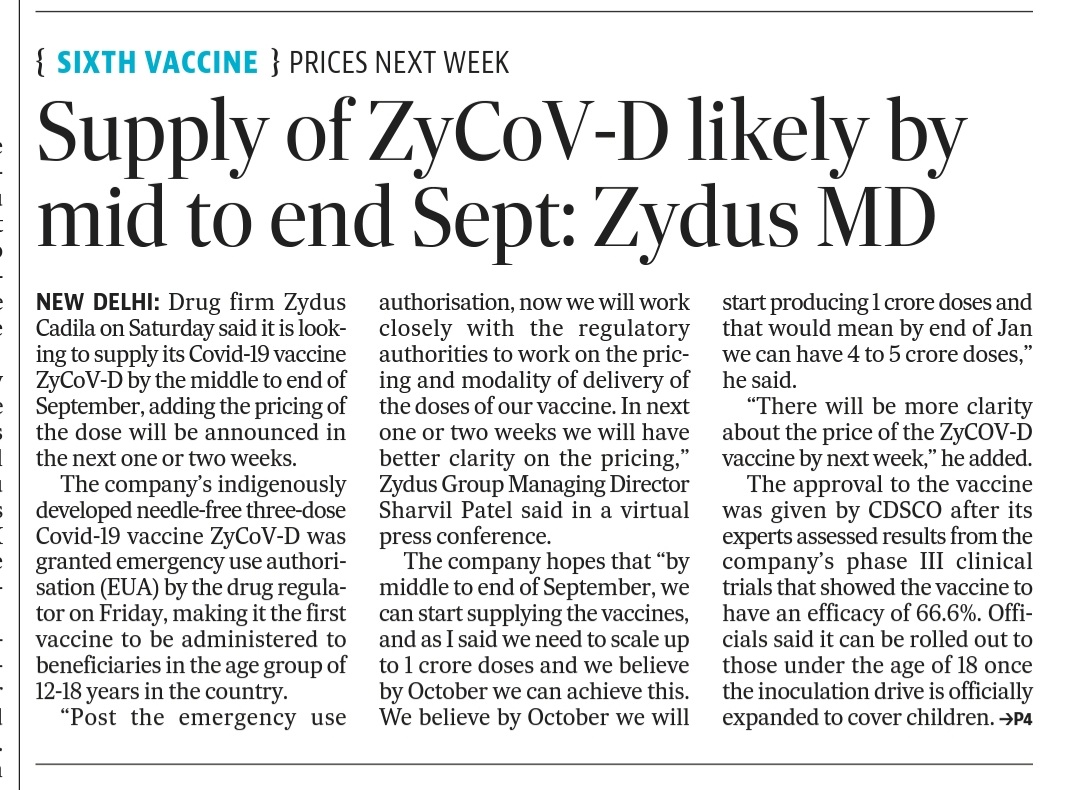 { SIXTH VACCINE } PRICES NEXT WEEK
Supply of ZyCoV-D likely by
mid to end Sept: Zydus MD
NEW DELHI: Drug firm Zydus
Cadila on Saturday said it is look-
ing to supply its Covid-19 vaccine
ZyCoV-D by the middle to end of
September, adding the pricing of
the dose will be announced in
the next one or two weeks.
The company's indigenously
developed needle-free three-dose
Covid-19 vaccine ZyCoV-D was
granted emergency use authori-
sation (EUA) by the drug regula-
tor on Friday, making it the first
vaccine to be administered to
beneficiaries in the age group of
12-18 years in the country.
“Post the emergency use
authorisation, now we will work
closely with the regulatory
authorities to work on the pric-
ing and modality of delivery of
the doses of our vaccine. In next
one or two weeks we will have
better clarity on the pricing,”
Zydus Group Managing Director
Sharvil Patel said in a virtual
press conference.
The company hopes that “by
middle to end of September, we
can start supplying the vaccines,
and as I said we need to scale up
to 1 crore doses and we believe
by October we can achieve this.
We believe by October we will
start producing 1 crore doses and
that would mean by end of Jan
we can have 4 to 5 crore doses,”
he said.
“There will be more clarity
about the price of the ZyCOV-D
vaccine by next week,” he added.
The approval to the vaccine
was given by CDSCO after its
experts assessed results from the
company's phase III clinical
trials that showed the vaccine to
have an efficacy of 66.6%. Offi-
cials said it can be rolled out to
those under the age of 18 once
the inoculation drive is officially
expanded to cover children. →P4